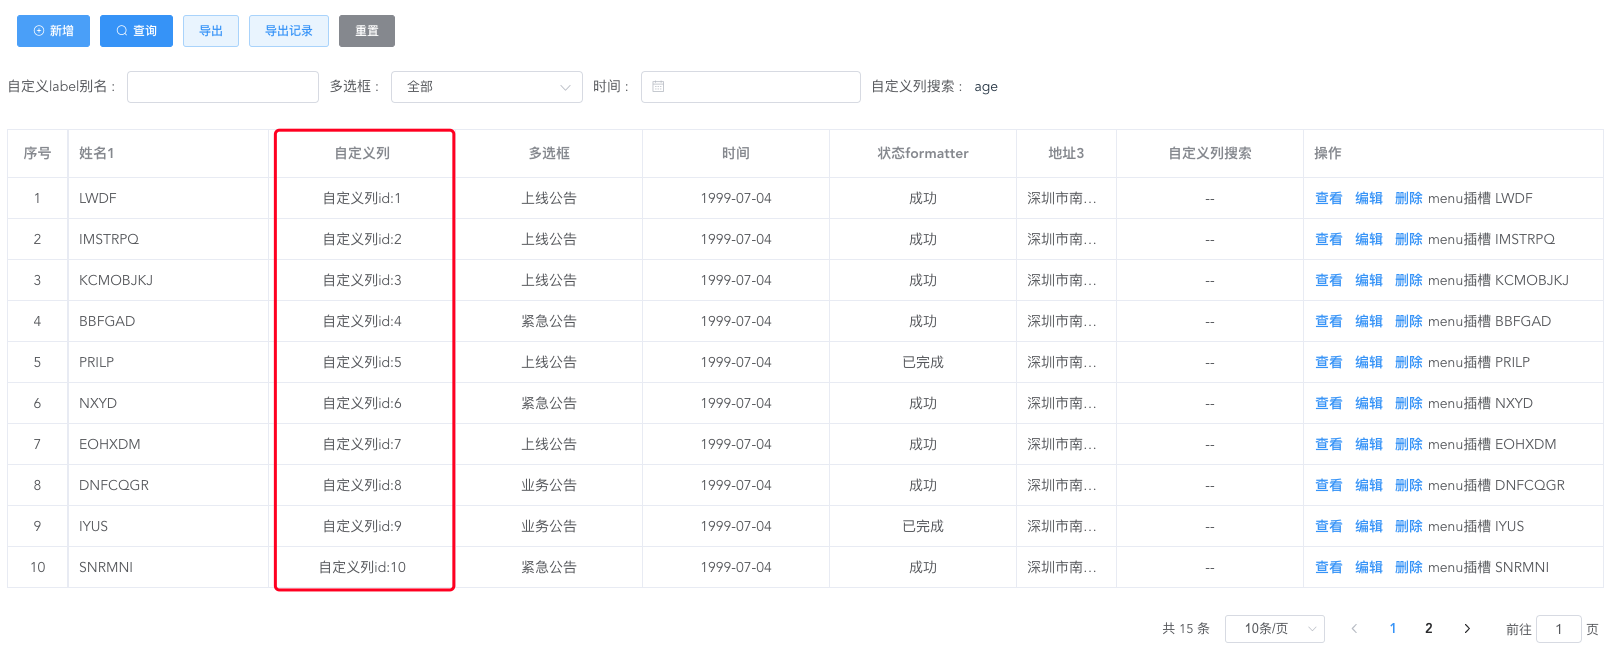 新增 查询 导出 导出记录 重置
自定义label别名： 多选框： 全部 时间： 自定义列搜索： age
序号 姓名1 自定义列 多选框 时间 状态formatter 地址3 自定义列搜索 操作
1 LWDF 自定义列id:1 上线公告 1999-07-04 成功 深圳市南... -- 查看 编辑 删除 menu插槽 LWDF
2 IMSTRPQ 自定义列id:2 上线公告 1999-07-04 成功 深圳市南... -- 查看 编辑 删除 menu插槽 IMSTRPQ
3 KCMOBJKJ 自定义列id:3 上线公告 1999-07-04 成功 深圳市南... -- 查看 编辑 删除 menu插槽 KCMOBJKJ
4 BBFGAD 自定义列id:4 紧急公告 1999-07-04 成功 深圳市南... -- 查看 编辑 删除 menu插槽 BBFGAD
5 PRILP 自定义列id:5 上线公告 1999-07-04 已完成 深圳市南... -- 查看 编辑 删除 menu插槽 PRILP
6 NXYD 自定义列id:6 紧急公告 1999-07-04 成功 深圳市南... -- 查看 编辑 删除 menu插槽 NXYD
7 EOHXDM 自定义列id:7 上线公告 1999-07-04 成功 深圳市南... -- 查看 编辑 删除 menu插槽 EOHXDM
8 DNFCQGR 自定义列id:8 业务公告 1999-07-04 成功 深圳市南... -- 查看 编辑 删除 menu插槽 DNFCQGR
9 IYUS 自定义列id:9 业务公告 1999-07-04 已完成 深圳市南... -- 查看 编辑 删除 menu插槽 IYUS
10 SNRMNI 自定义列id:10 紧急公告 1999-07-04 成功 深圳市南... -- 查看 编辑 删除 menu插槽 SNRMNI
共 15 条 10条/页 1 2 前往 1 页